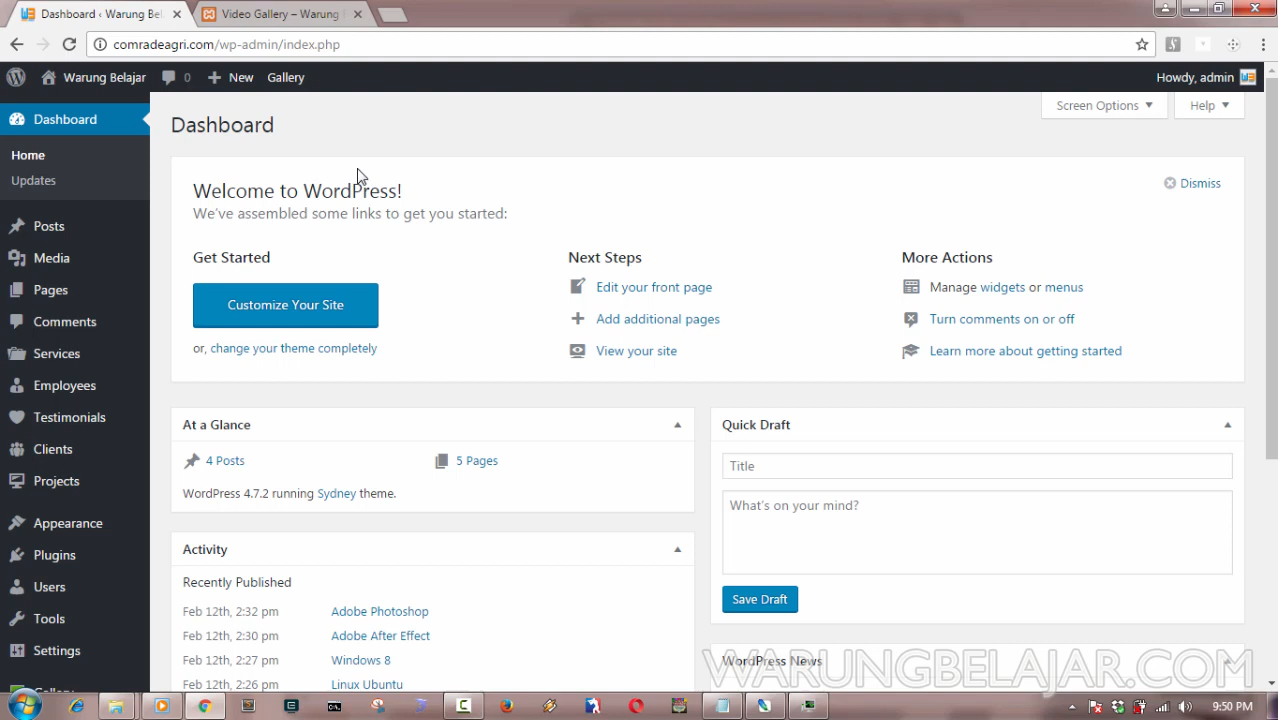 Dashboard ‹ Warung Bel
Video Gallery – Warung
comradeagri.com/wp-admin/index.php
Warung Belajar
0
New
Gallery
Howdy, admin
Dashboard
Home
Updates
Posts
Media
Pages
Comments
Services
Employees
Testimonials
Clients
Projects
Appearance
Plugins
Users
Tools
Settings
Gallery
Screen Options
Help
Dashboard
Welcome to WordPress!
We've assembled some links to get you started:
Dismiss
Get Started
Customize Your Site
or, change your theme completely
Next Steps
Edit your front page
Add additional pages
View your site
More Actions
Manage widgets or menus
Turn comments on or off
Learn more about getting started
At a Glance
4 Posts
5 Pages
WordPress 4.7.2 running Sydney theme.
Activity
Recently Published
Feb 12th, 2:32 pm Adobe Photoshop
Feb 12th, 2:30 pm Adobe After Effect
Feb 12th, 2:27 pm Windows 8
Feb 12th, 2:26 pm Linux Ubuntu
Quick Draft
Title
What's on your mind?
Save Draft
WordPress News
WARUNGBELAJAR.COM
9:50 PM